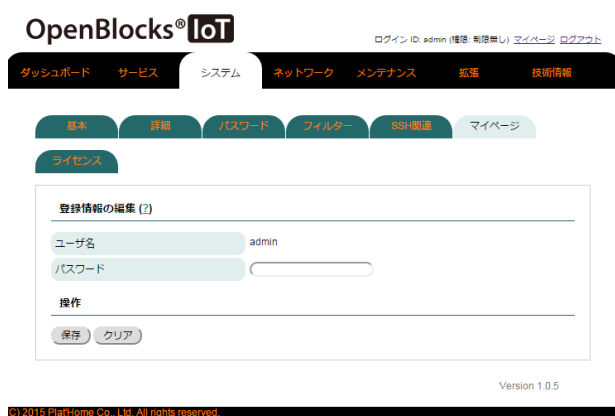 OpenBlocks® IoT
ログイン ID: admin (権限: 制限無し) マイページ ログアウト
ダッシュボード サービス システム ネットワーク メンテナンス 拡張 技術情報
基本 詳細 パスワード フィルター SSH関連 マイページ
ライセンス
登録情報の編集 (?)
ユーザ名 admin
パスワード
操作
保存 クリア
Version 1.0.5
C) 2015 Plat'Home Co., Ltd. All rights reserved.